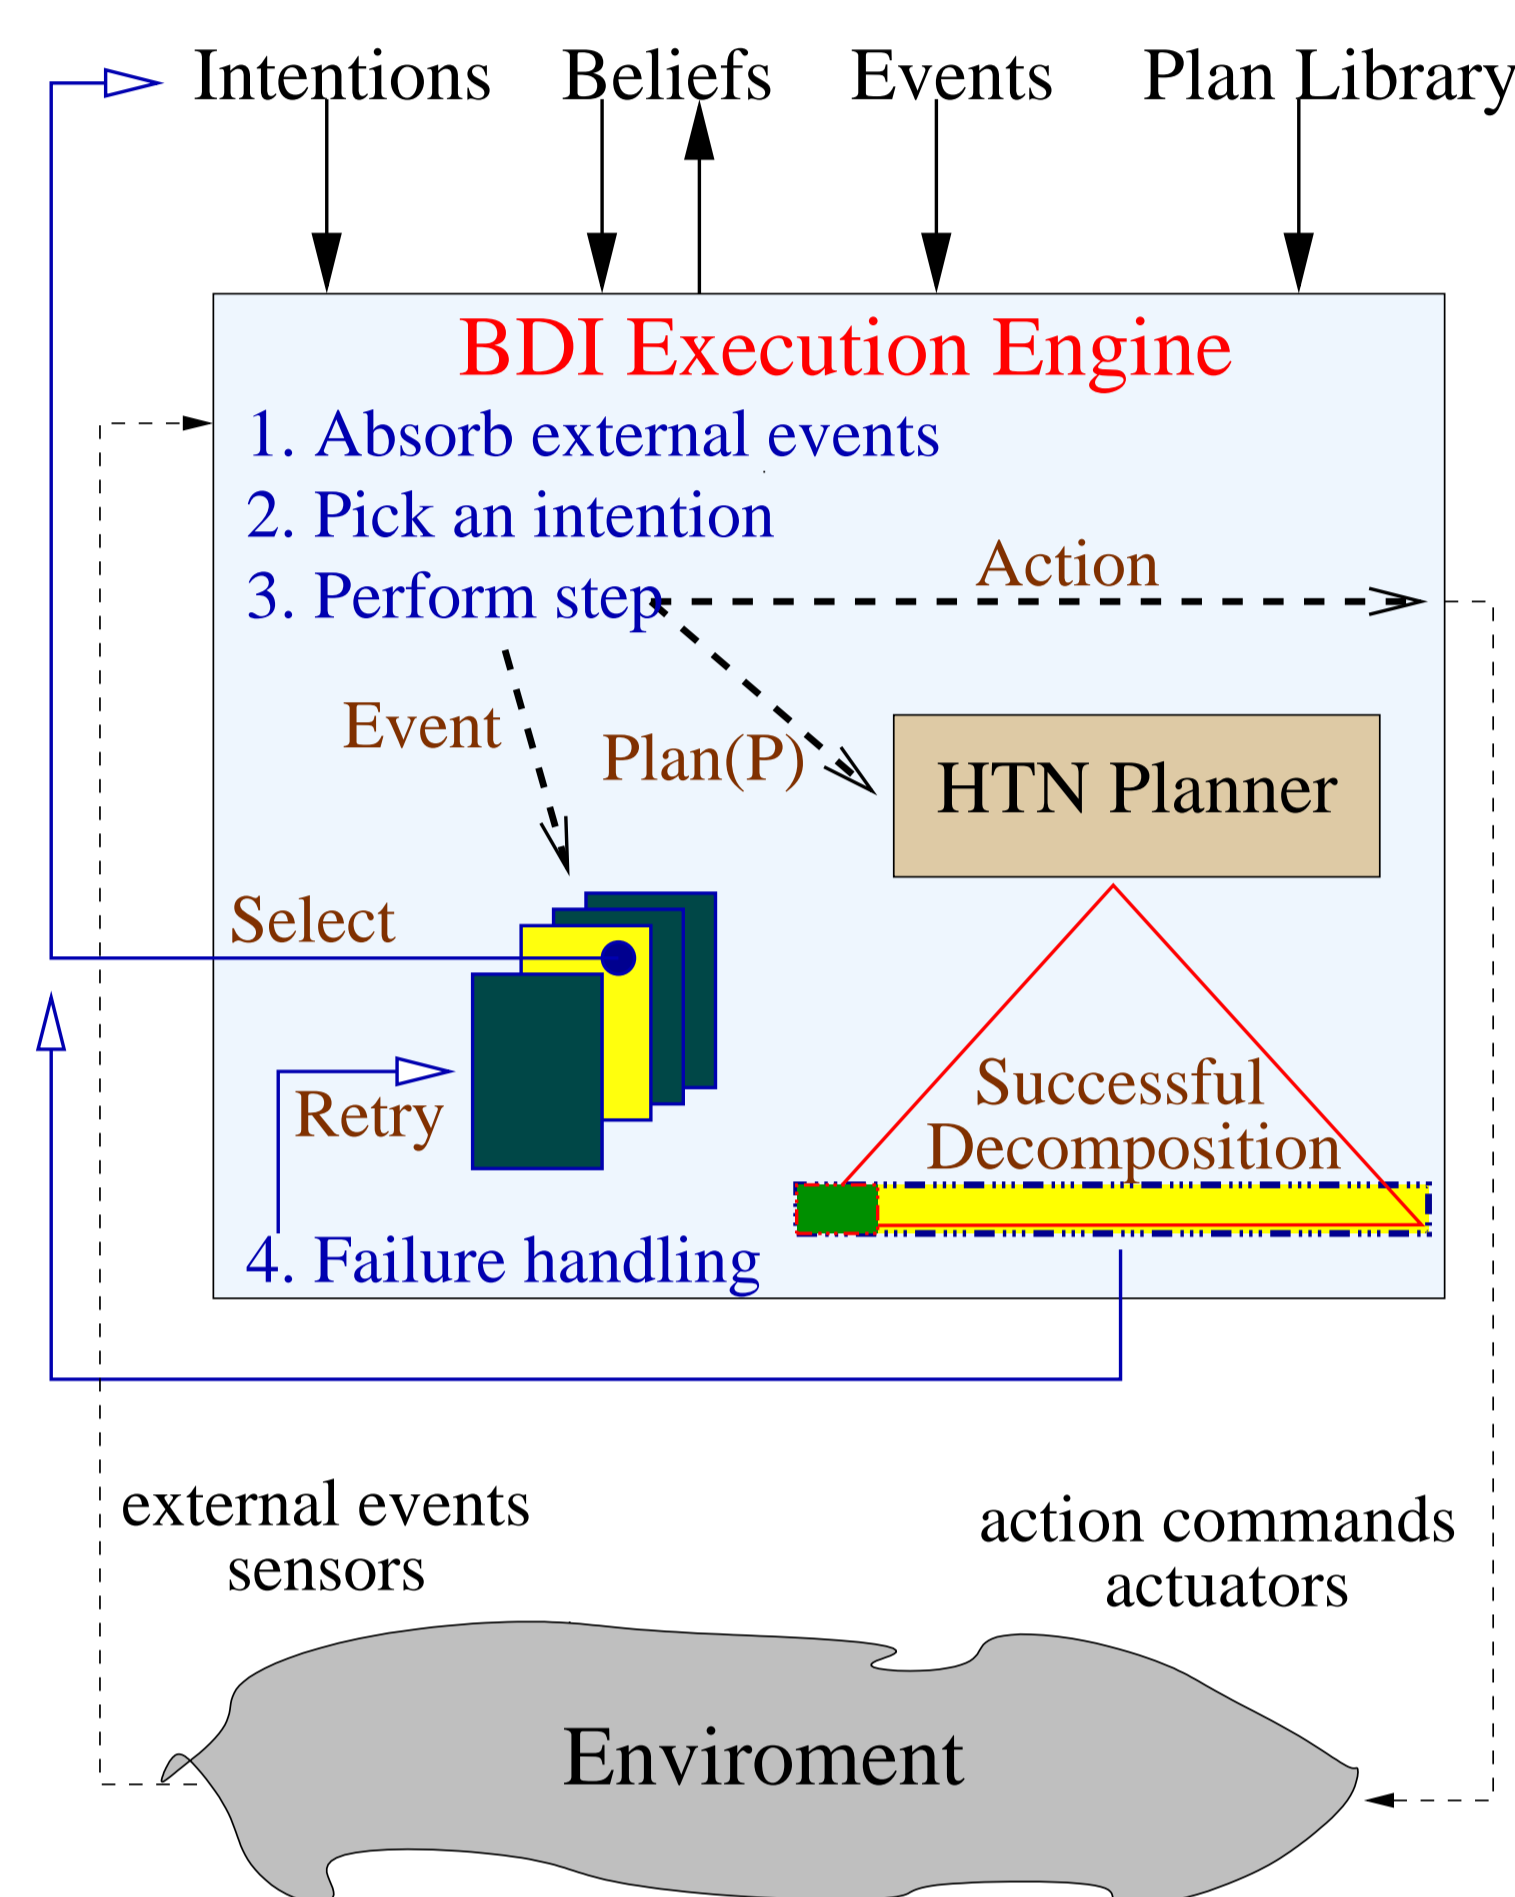 Intentions Beliefs Events Plan Library
BDI Execution Engine
1. Absorb external events
2. Pick an intention
3. Perform step
Action
Event
Plan(P)
HTN Planner
Select
Retry
Successful
Decomposition
4. Failure handling
external events
sensors
action commands
actuators
Enviroment